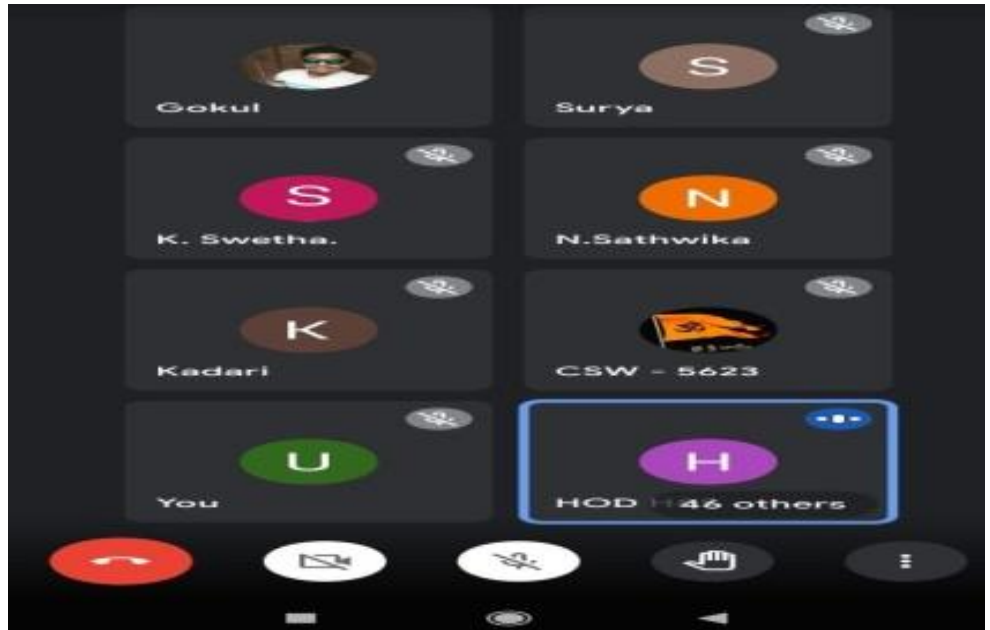 Gokul
S
Surya
S
K. Swetha.
N
N.Sathwika
K
Kadari
CSW - 5623
U
You
H
HOD
46 others